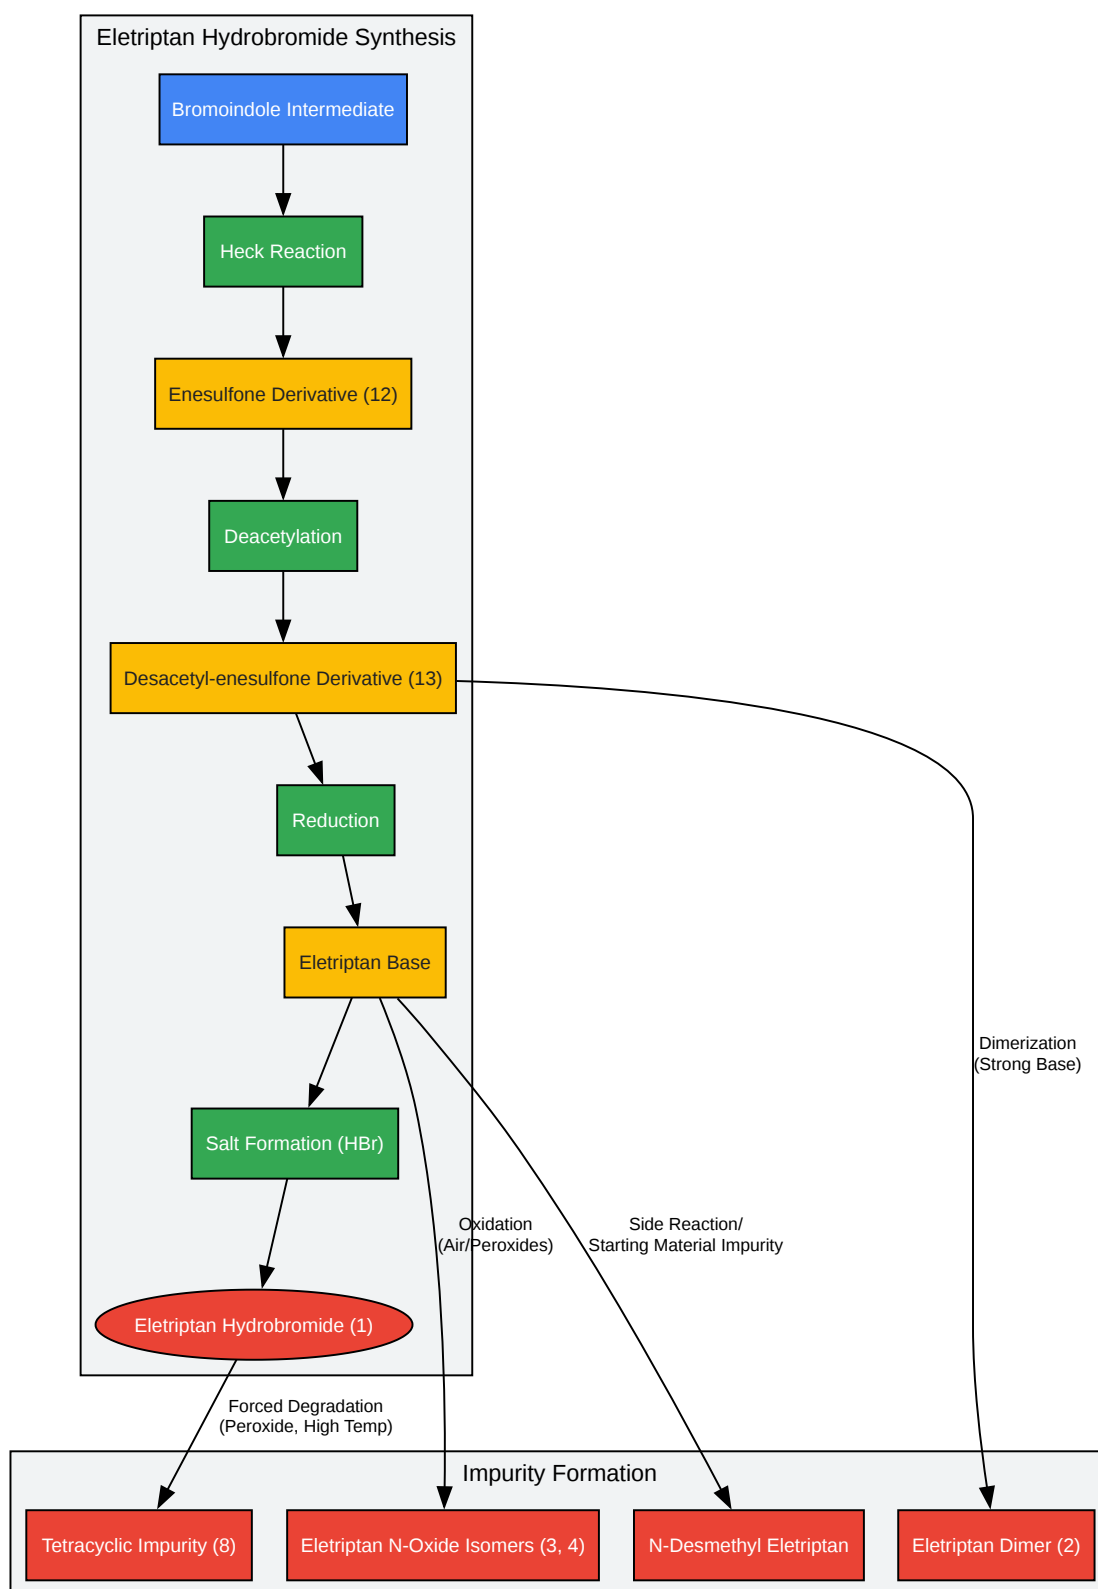 Eletriptan Hydrobromide Synthesis
Bromoindole Intermediate
Heck Reaction
Enesulfone Derivative (12)
Deacetylation
Desacetyl-enesulfone Derivative (13)
Reduction
Eletriptan Base
Dimerization
(Strong Base)
Salt Formation (HBr)
Oxidation
(Air/Peroxides)
Side Reaction/
Starting Material Impurity
Eletriptan Hydrobromide (1)
Forced Degradation
(Peroxide, High Temp)
Impurity Formation
Tetracyclic Impurity (8)
Eletriptan N-Oxide Isomers (3, 4)
N-Desmethyl Eletriptan
Eletriptan Dimer (2)